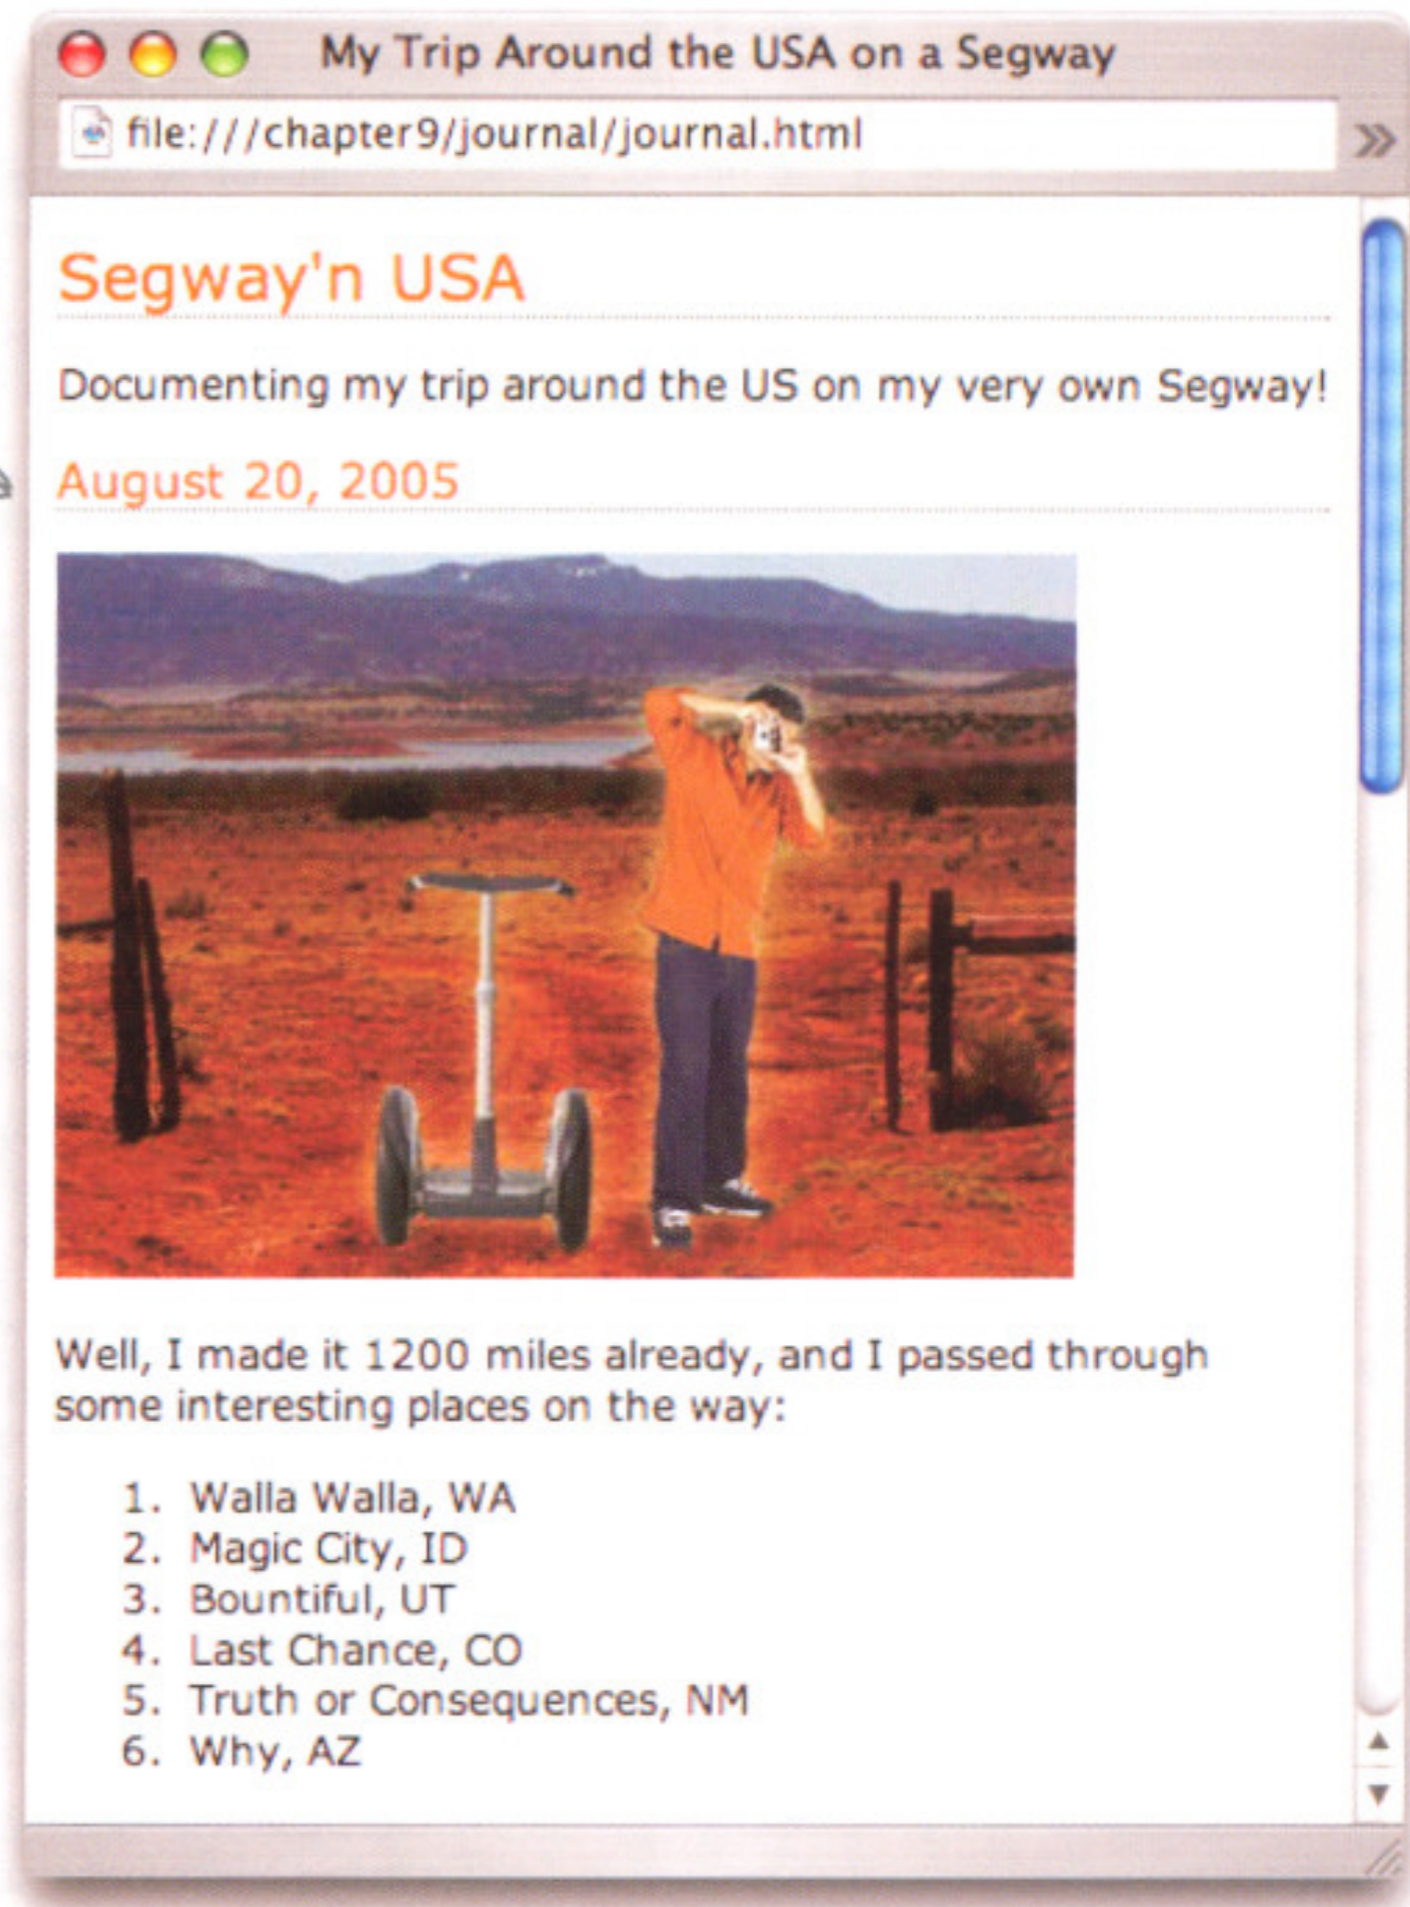 My Trip Around the USA on a Segway
file:///chapter9/journal/journal.html
Segway'n USA
Documenting my trip around the US on my very own Segway!
August 20, 2005
Well, I made it 1200 miles already, and I passed through
some interesting places on the way:
1. Walla Walla, WA
2. Magic City, ID
3. Bountiful, UT
4. Last Chance, CO
5. Truth or Consequences, NM
6. Why, AZ